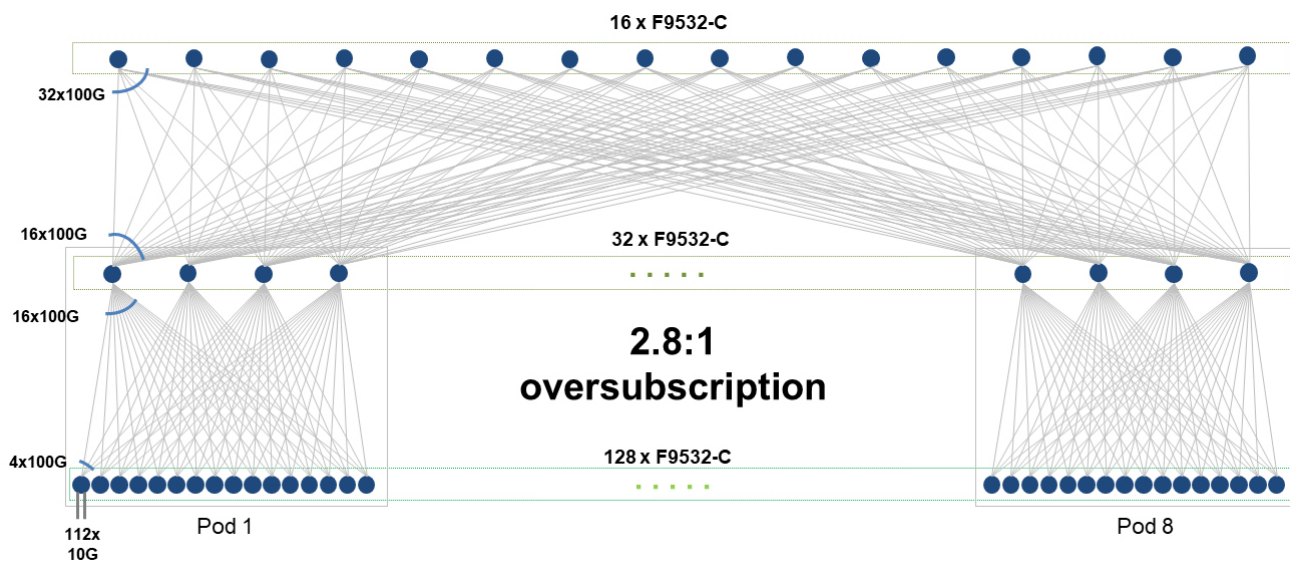 16 x F9532-C
32x100G
16x100G
32 x F9532-C
16x100G
2.8:1
oversubscription
4x100G
128 x F9532-C
Pod 1
Pod 8
112x
10G